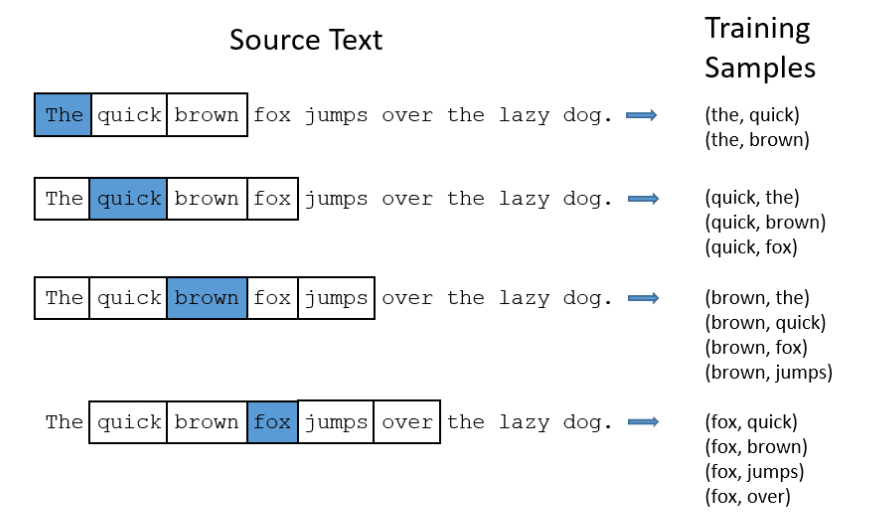 Source Text
Training
Samples
The quick brown fox jumps over the lazy dog.
(the, quick)
(the, brown)
The quick brown fox jumps over the lazy dog.
(quick, the)
(quick, brown)
(quick, fox)
The quick brown fox jumps over the lazy dog.
(brown, the)
(brown, quick)
(brown, fox)
(brown, jumps)
The quick brown fox jumps over the lazy dog.
(fox, quick)
(fox, brown)
(fox, jumps)
(fox, over)